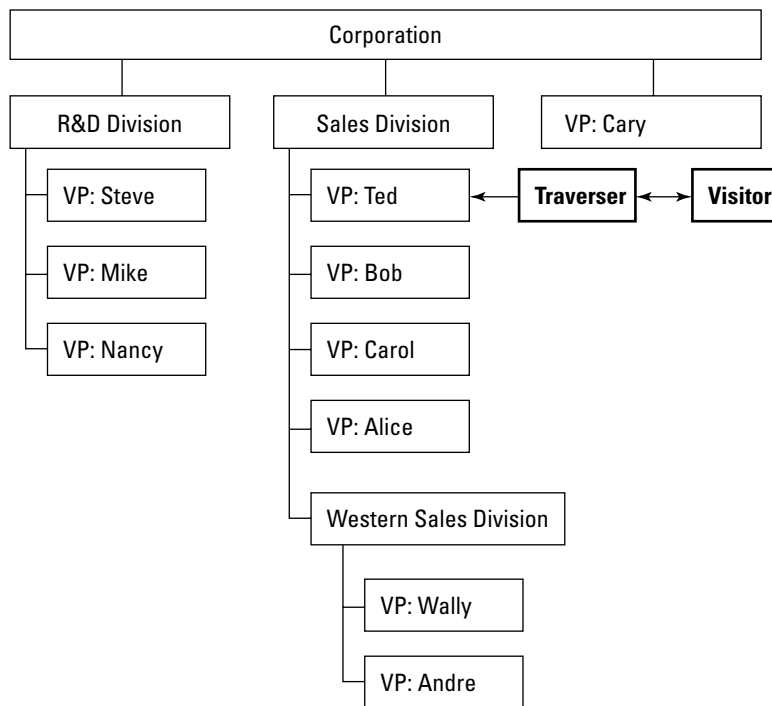 Corporation
R&D Division
Sales Division
VP: Cary
VP: Steve
VP: Ted
Traverser
Visitor
VP: Mike
VP: Bob
VP: Nancy
VP: Carol
VP: Alice
Western Sales Division
VP: Wally
VP: Andre